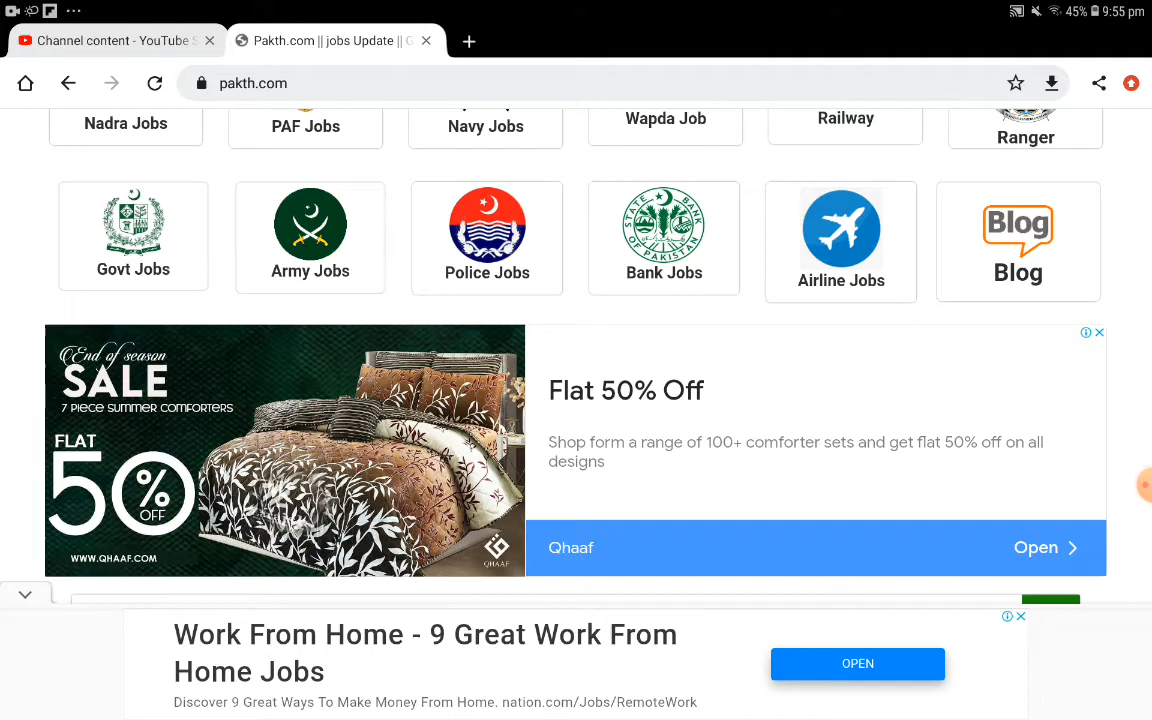 45% 9:55 pm
Channel content - YouTube S
Pakth.com || jobs Update || G
pakth.com
Nadra Jobs
PAF Jobs
Navy Jobs
Wapda Job
Railway
Ranger
Govt Jobs
Army Jobs
STATE BANK OF PAKISTAN
Police Jobs
Bank Jobs
Airline Jobs
Blog
Blog
End of season
SALE
7 PIECE SUMMER COMFORTERS
FLAT
50%
OFF
WWW.QHAAF.COM
QHAAF
Flat 50% Off
Shop form a range of 100+ comforter sets and get flat 50% off on all
designs
Qhaaf
Open
Work From Home - 9 Great Work From
Home Jobs
Discover 9 Great Ways To Make Money From Home. nation.com/Jobs/RemoteWork
OPEN